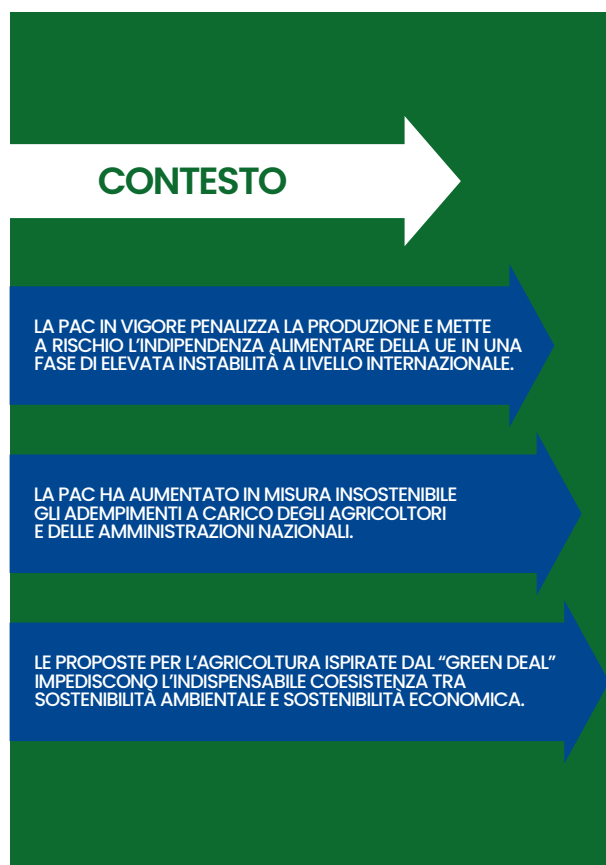 CONTESTO
LA PAC IN VIGORE PENALIZZA LA PRODUZIONE E METTE
A RISCHIO L'INDIPENDENZA ALIMENTARE DELLA UE IN UNA
FASE DI ELEVATA INSTABILITÀ A LIVELLO INTERNAZIONALE.
LA PAC HA AUMENTATO IN MISURA INSOSTENIBILE
GLI ADEMPIMENTI A CARICO DEGLI AGRICOLTORI
E DELLE AMMINISTRAZIONI NAZIONALI.
LE PROPOSTE PER L'AGRICOLTURA ISPIRATE DAL “GREEN DEAL”
IMPEDISCONO L'INDISPENSABILE COESISTENZA TRA
SOSTENIBILITÀ AMBIENTALE E SOSTENIBILITÀ ECONOMICA.